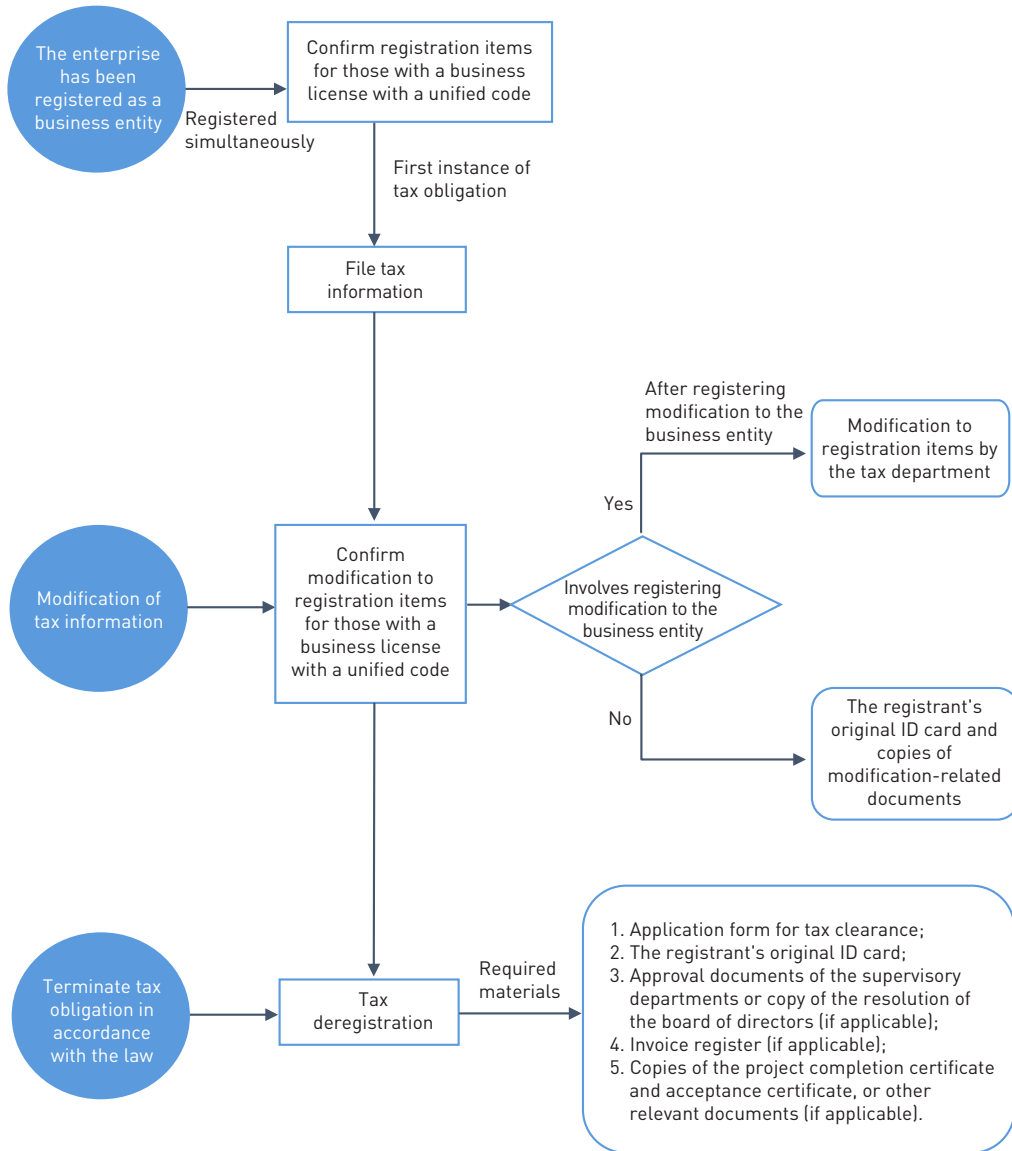 The enterprise
has been
registered as a
business entity
Registered
simultaneously
Confirm registration items
for those with a business
license with a unified code
First instance of
tax obligation
File tax
information
Modification of
tax information
Confirm
modification to
registration items
for those with a
business license
with a unified code
Involves registering
modification to the
business entity
Yes
After registering
modification to the
business entity
Modification to
registration items by
the tax department
No
The registrant's
original ID card and
copies of
modification-related
documents
Terminate tax
obligation in
accordance
with the law
Tax
deregistration
Required
materials
1. Application form for tax clearance;
2. The registrant's original ID card;
3. Approval documents of the supervisory
departments or copy of the resolution of
the board of directors (if applicable);
4. Invoice register (if applicable);
5. Copies of the project completion certificate
and acceptance certificate, or other
relevant documents (if applicable).